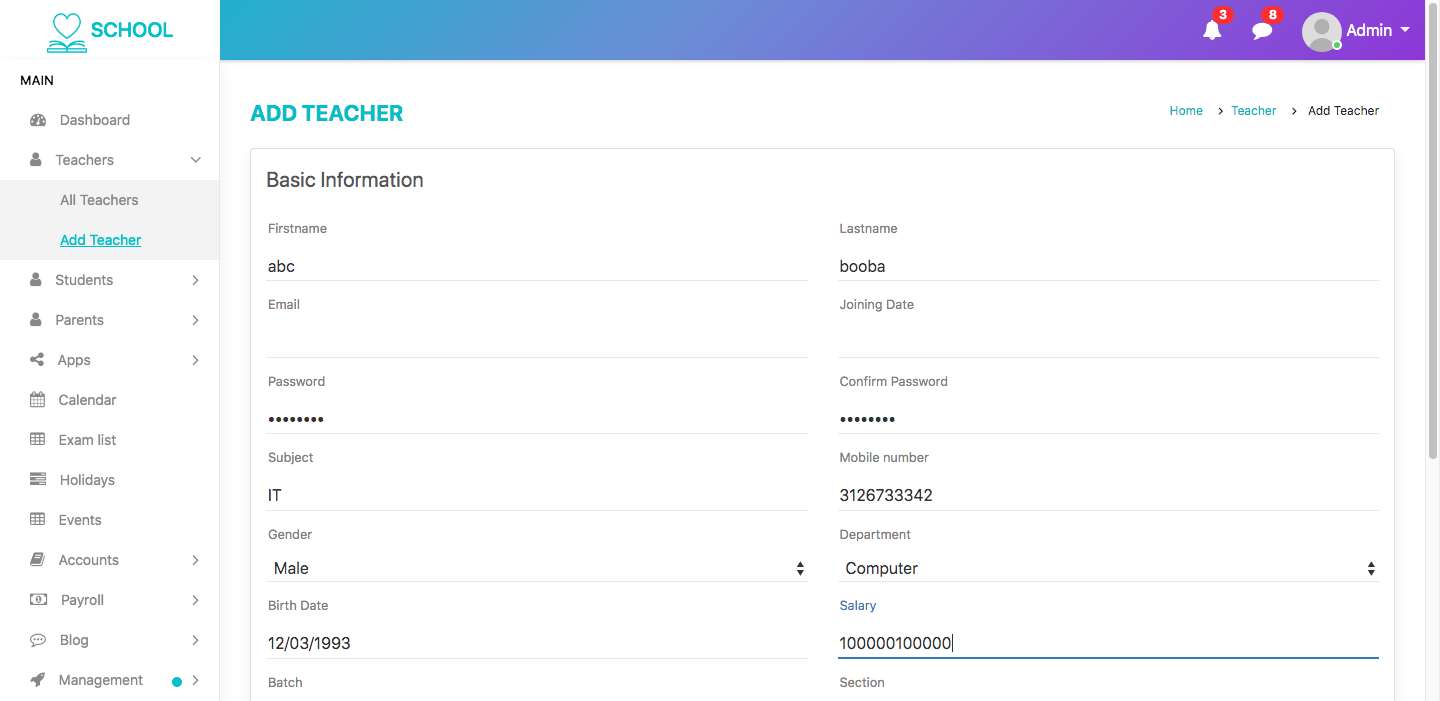 SCHOOL
3
8
Admin
MAIN
Dashboard
Teachers
All Teachers
Add Teacher
Students
Parents
Apps
Calendar
Exam list
Holidays
Events
Accounts
Payroll
Blog
Management
ADD TEACHER
Home > Teacher > Add Teacher
Basic Information
Firstname
abc
Lastname
booba
Email
Joining Date
Password
••••••••
Confirm Password
••••••••
Subject
IT
Mobile number
3126733342
Gender
Male
Department
Computer
Birth Date
12/03/1993
Salary
100000100000
Batch
Section